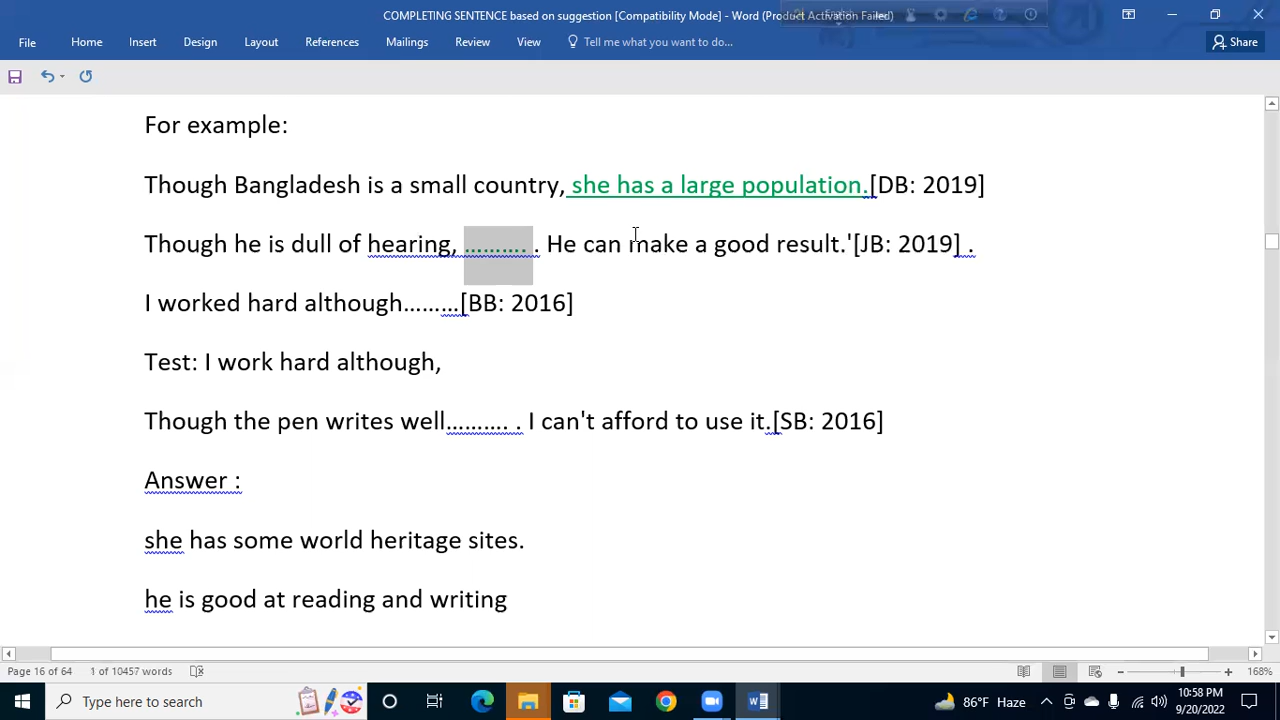 COMPLETING SENTENCE based on suggestion [Compatibility Mode] - Word (Product Activation Failed)
English
File Home Insert Design Layout References Mailings Review View Tell me what you want to do... Share
For example:
Though Bangladesh is a small country, she has a large population.[DB: 2019]
Though he is dull of hearing, ………. . He can make a good result.'[JB: 2019] .
I worked hard although………[BB: 2016]
Test: I work hard although,
Though the pen writes well………. . I can't afford to use it.[SB: 2016]
Answer :
she has some world heritage sites.
he is good at reading and writing
Page 16 of 64 1 of 10457 words 168%
Type here to search 86°F Haze 10:58 PM
9/20/2022